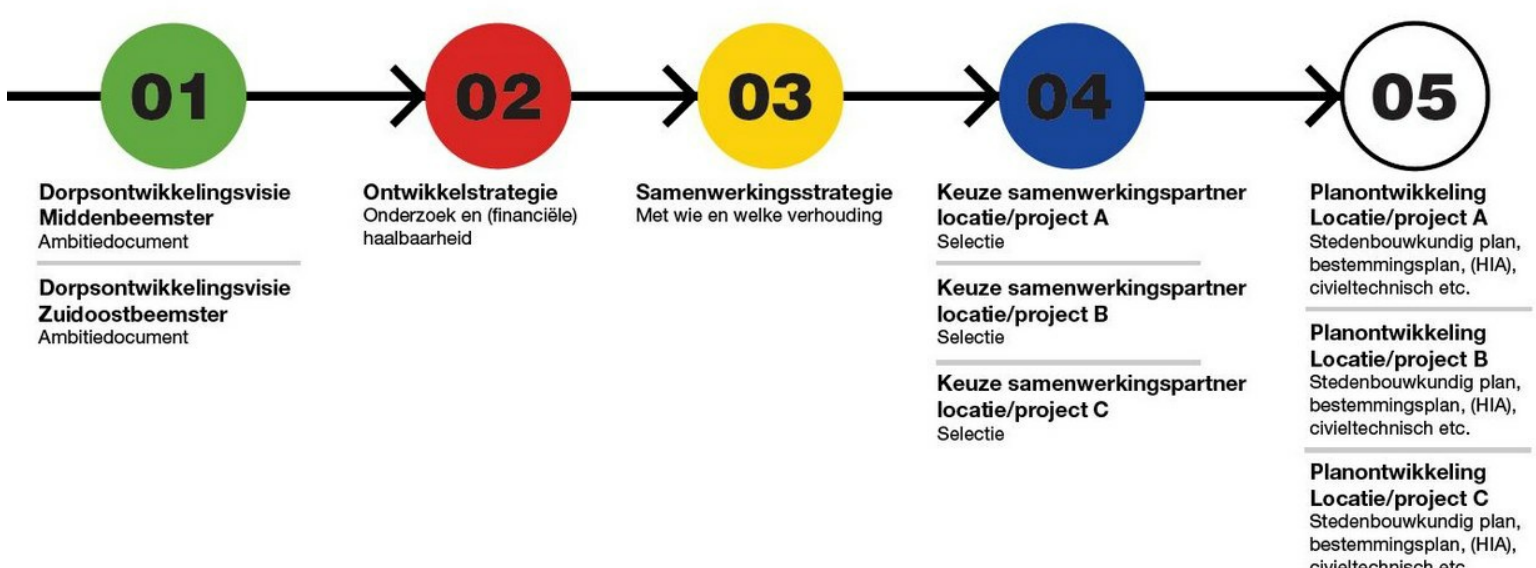 01
Dorpsontwikkelingsvisie
Middenbeemster
Ambitiedocument
Dorpsontwikkelingsvisie
Zuidoostbeemster
Ambitiedocument
02
Ontwikkelstrategie
Onderzoek en (financiële)
haalbaarheid
03
Samenwerkingsstrategie
Met wie en welke verhouding
04
Keuze samenwerkingspartner
locatie/project A
Selectie
Keuze samenwerkingspartner
locatie/project B
Selectie
Keuze samenwerkingspartner
locatie/project C
Selectie
05
Planontwikkeling
Locatie/project A
Stedenbouwkundig plan,
bestemmingsplan, (HIA),
civieltechnisch etc.
Planontwikkeling
Locatie/project B
Stedenbouwkundig plan,
bestemmingsplan, (HIA),
civieltechnisch etc.
Planontwikkeling
Locatie/project C
Stedenbouwkundig plan,
bestemmingsplan, (HIA),
civieltechnisch etc.